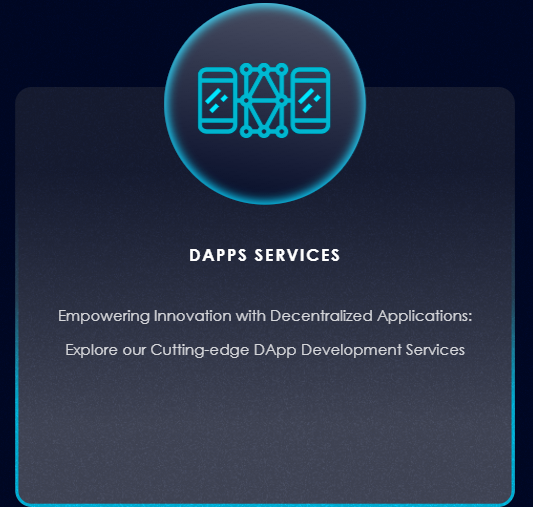 DAPPS SERVICES
Empowering Innovation with Decentralized Applications:
Explore our Cutting-edge DApp Development Services